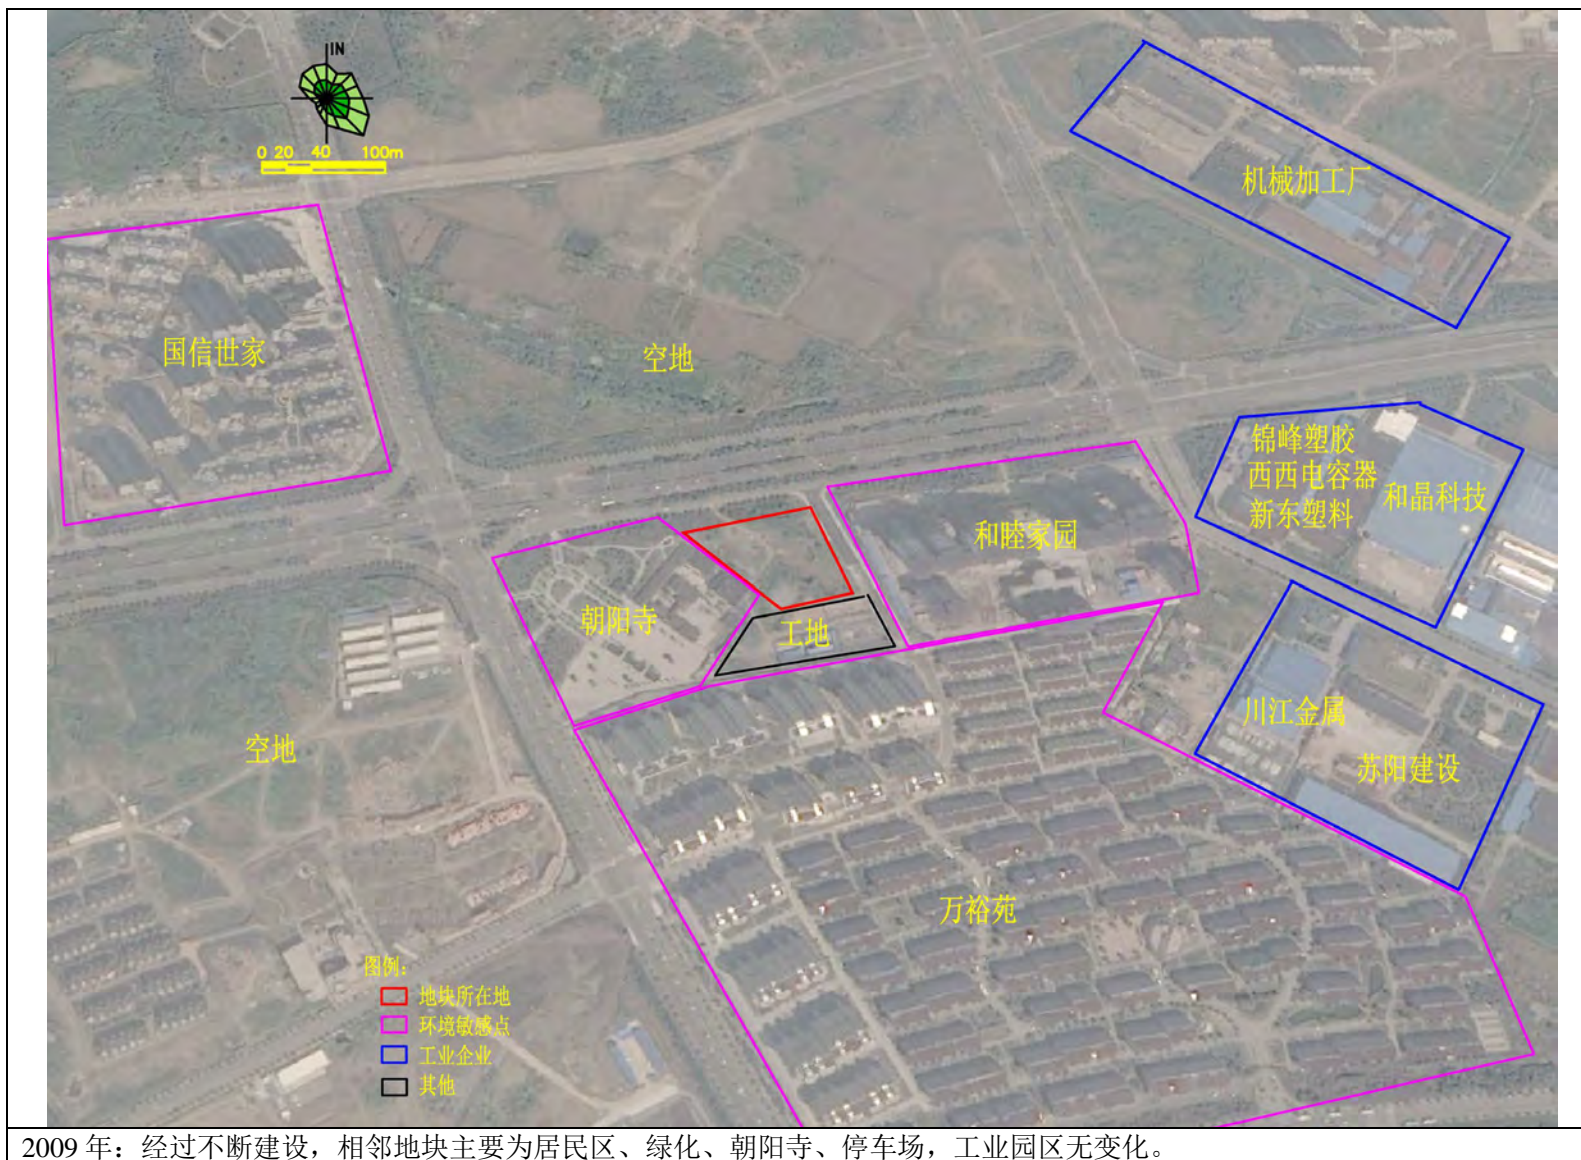 IN
0 20 40 100m
机械加工厂
国信世家
空地
锦峰塑胶
西西电容器
新东塑料
和晶科技
和睦家园
朝阳寺
工地
川江金属
苏阳建设
空地
万裕苑
图例：
地块所在地
环境敏感点
工业企业
其他
2009 年：经过不断建设，相邻地块主要为居民区、绿化、朝阳寺、停车场，工业园区无变化。